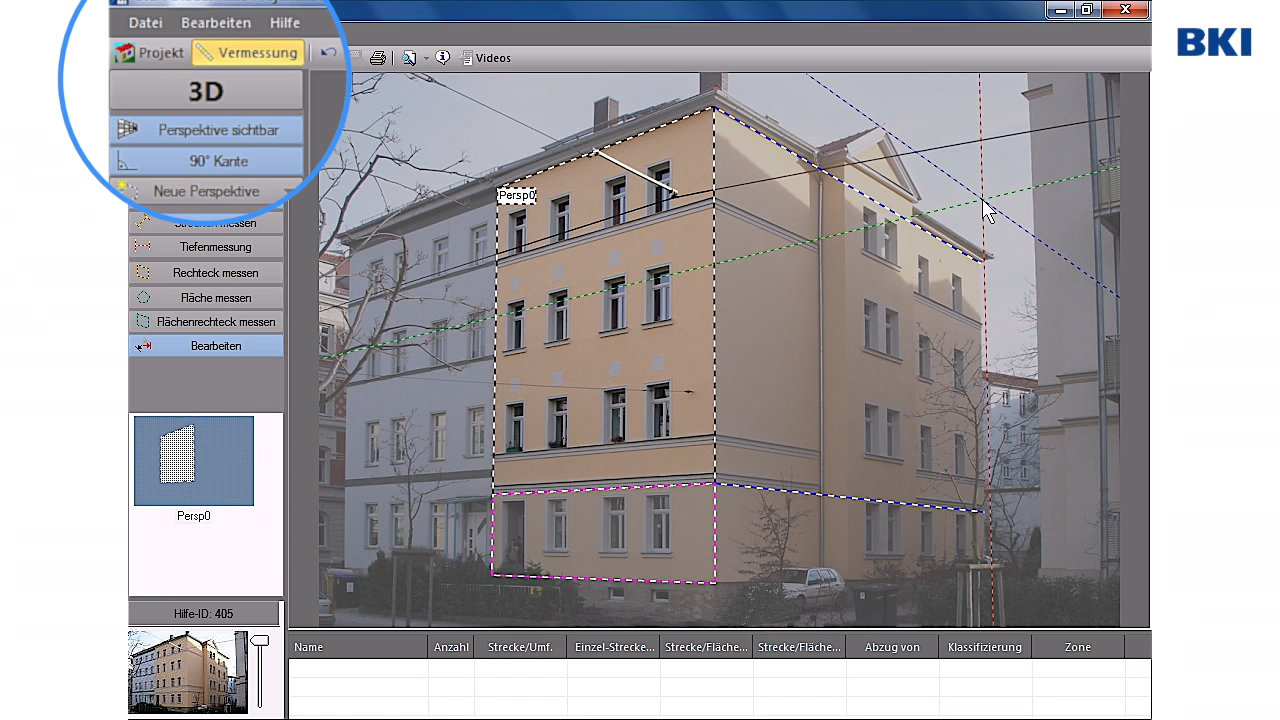 Datei Bearbeiten Hilfe
BKI
Projekt Vermessung
Videos
3D
Perspektive sichtbar
90° Kante
Neue Perspektive
Persp0
Strecken messen
Tiefenmessung
Rechteck messen
Fläche messen
Flächenrechteck messen
Bearbeiten
Persp0
Hilfe-ID: 405
Name Anzahl Strecke/Umf. Einzel-Strecke... Strecke/Fläche... Strecke/Fläche... Abzug von Klassifizierung Zone